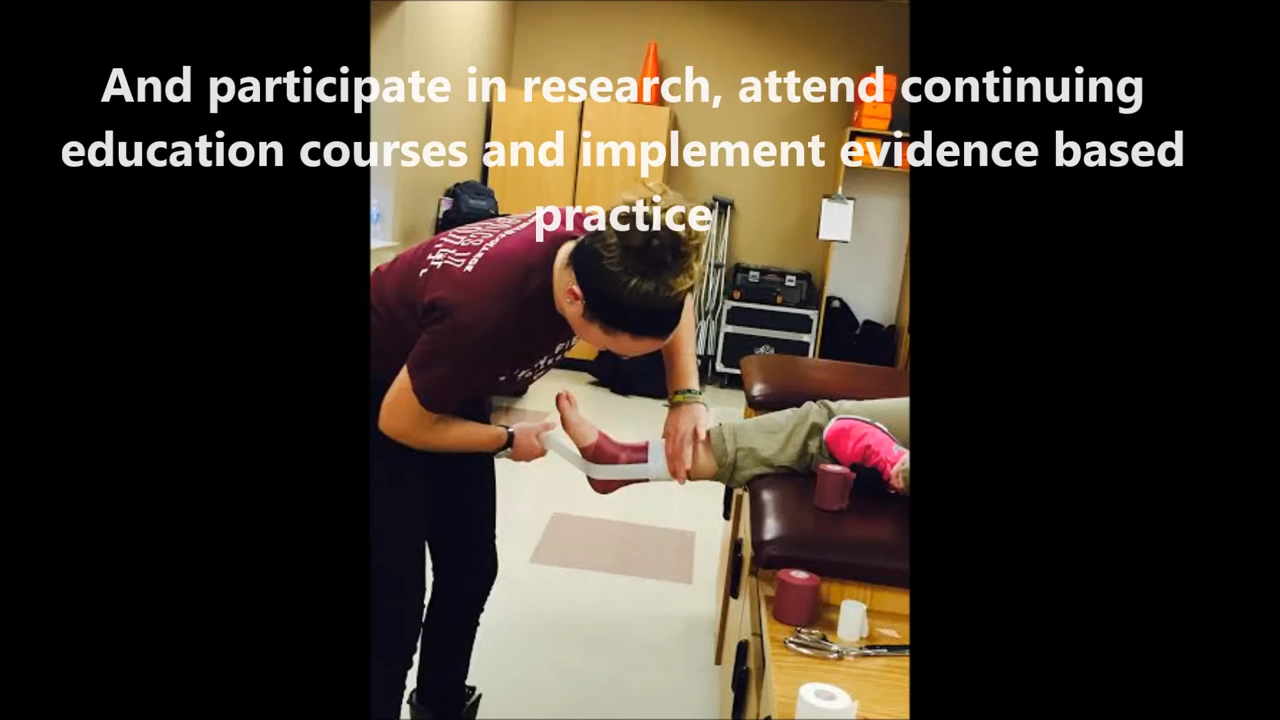 And participate in research, attend continuing
education courses and implement evidence based
practice